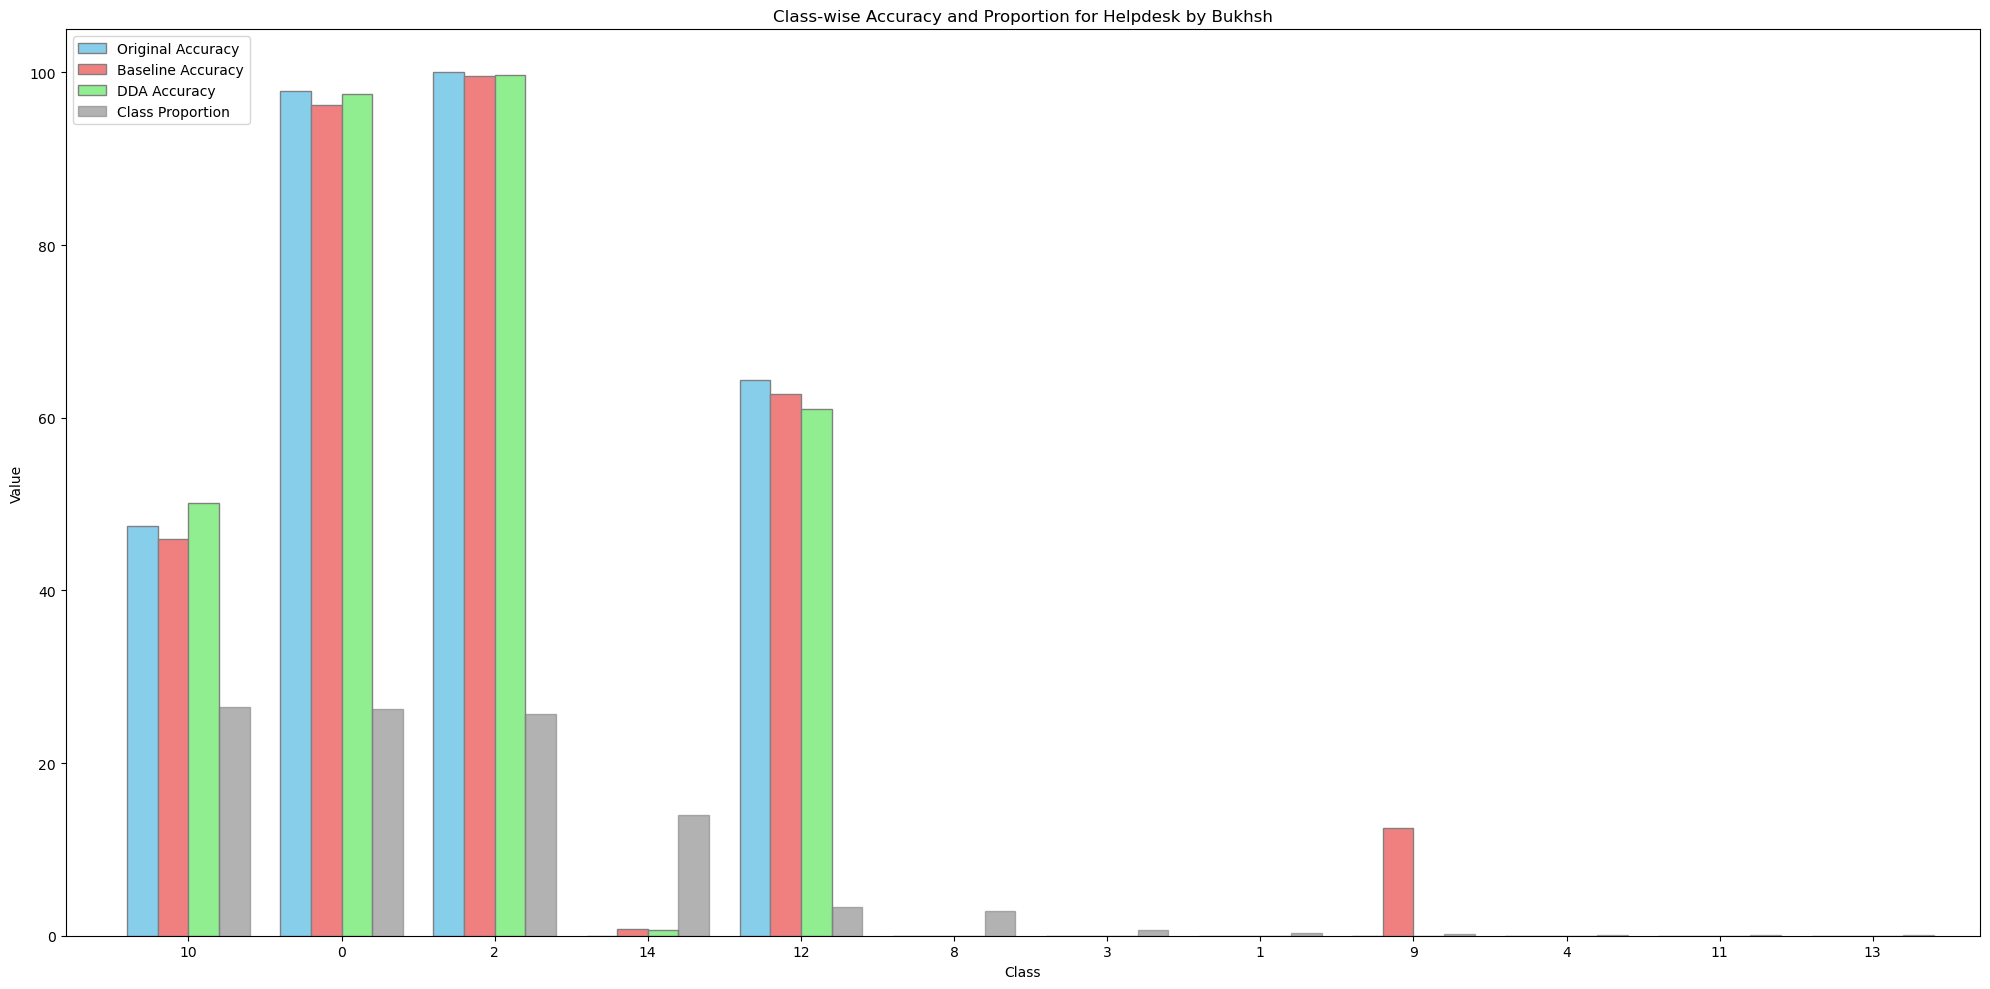 Class-wise Accuracy and Proportion for Helpdesk by Bukhsh
Original Accuracy
Baseline Accuracy
DDA Accuracy
Class Proportion
100
80
60
40
20
0
Value
10 0 2 14 12 8 3 1 9 4 11 13
Class